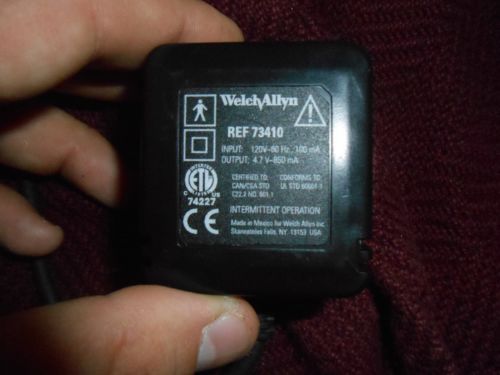 WelchAllyn
REF 73410
INPUT: 120V~60 Hz, 100 mA
OUTPUT: 4.7 V-850 mA
CERTIFIED TO: CONFORMS TO:
CAN/CSA STD UL STD 60601-1
C22.2 NO. 601.1
C ETL US
74227
CE
INTERMITTENT OPERATION
Made in Mexico for Welch Allyn Inc.
Skaneateles Falls, NY 13153 USA